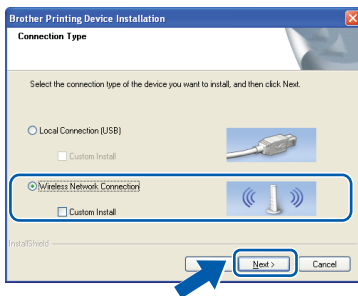 Brother Printing Device Installation
Connection Type
Select the connection type of the device you want to install, and then click Next.
Local Connection (USB)
Custom Install
Wireless Network Connection
Custom Install
InstallShield
Next >
Cancel